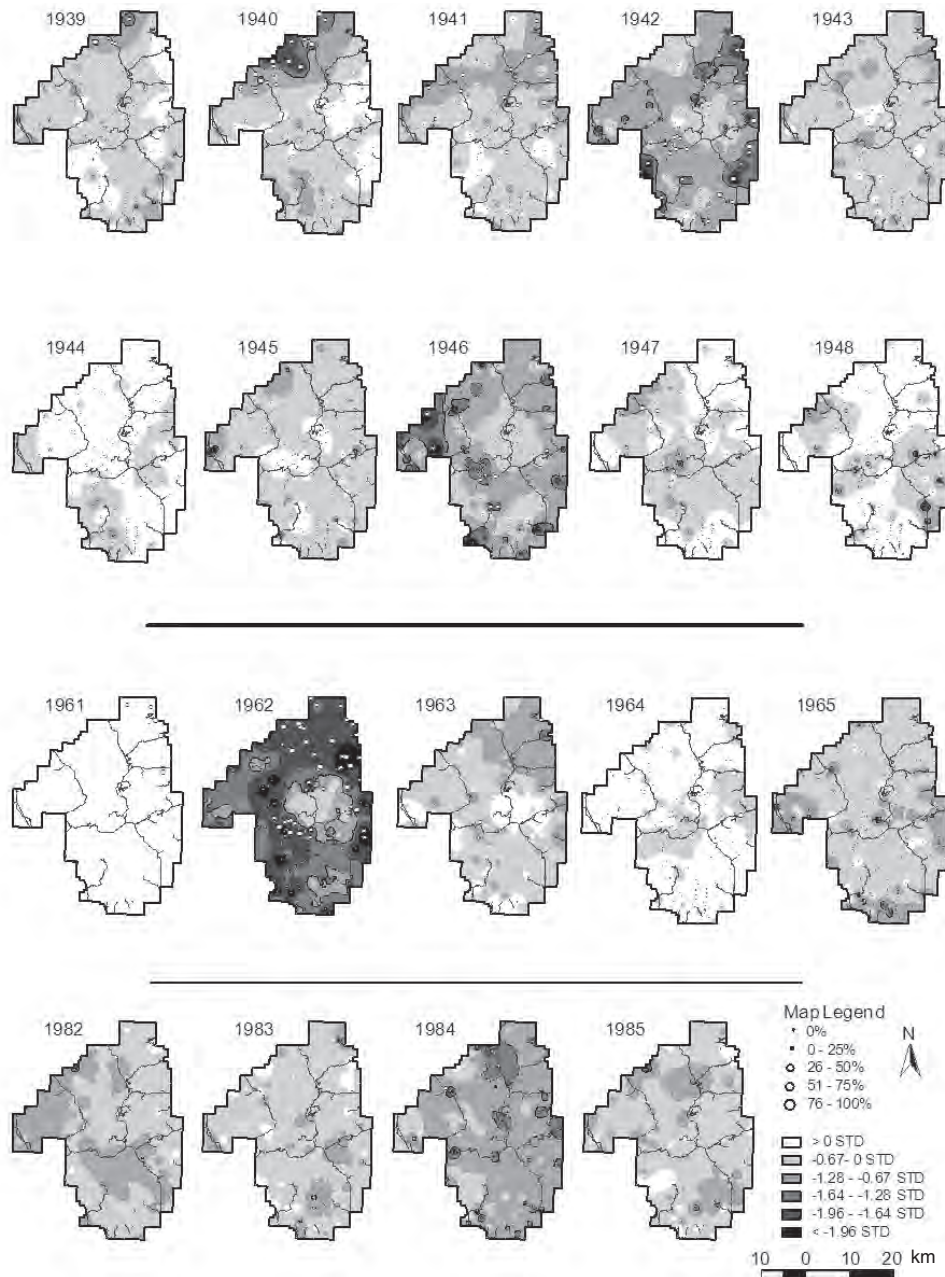 1939 1940 1941 1942 1943
1944 1945 1946 1947 1948
1961 1962 1963 1964 1965
1982 1983 1984 1985
Map Legend
0%
0 - 25%
26 - 50%
51 - 75%
76 - 100%
N
> 0 STD
-0.67- 0 STD
-1.28 - -0.67 STD
-1.64 - -1.28 STD
-1.96 - -1.64 STD
< -1.96 STD
10 0 10 20 km